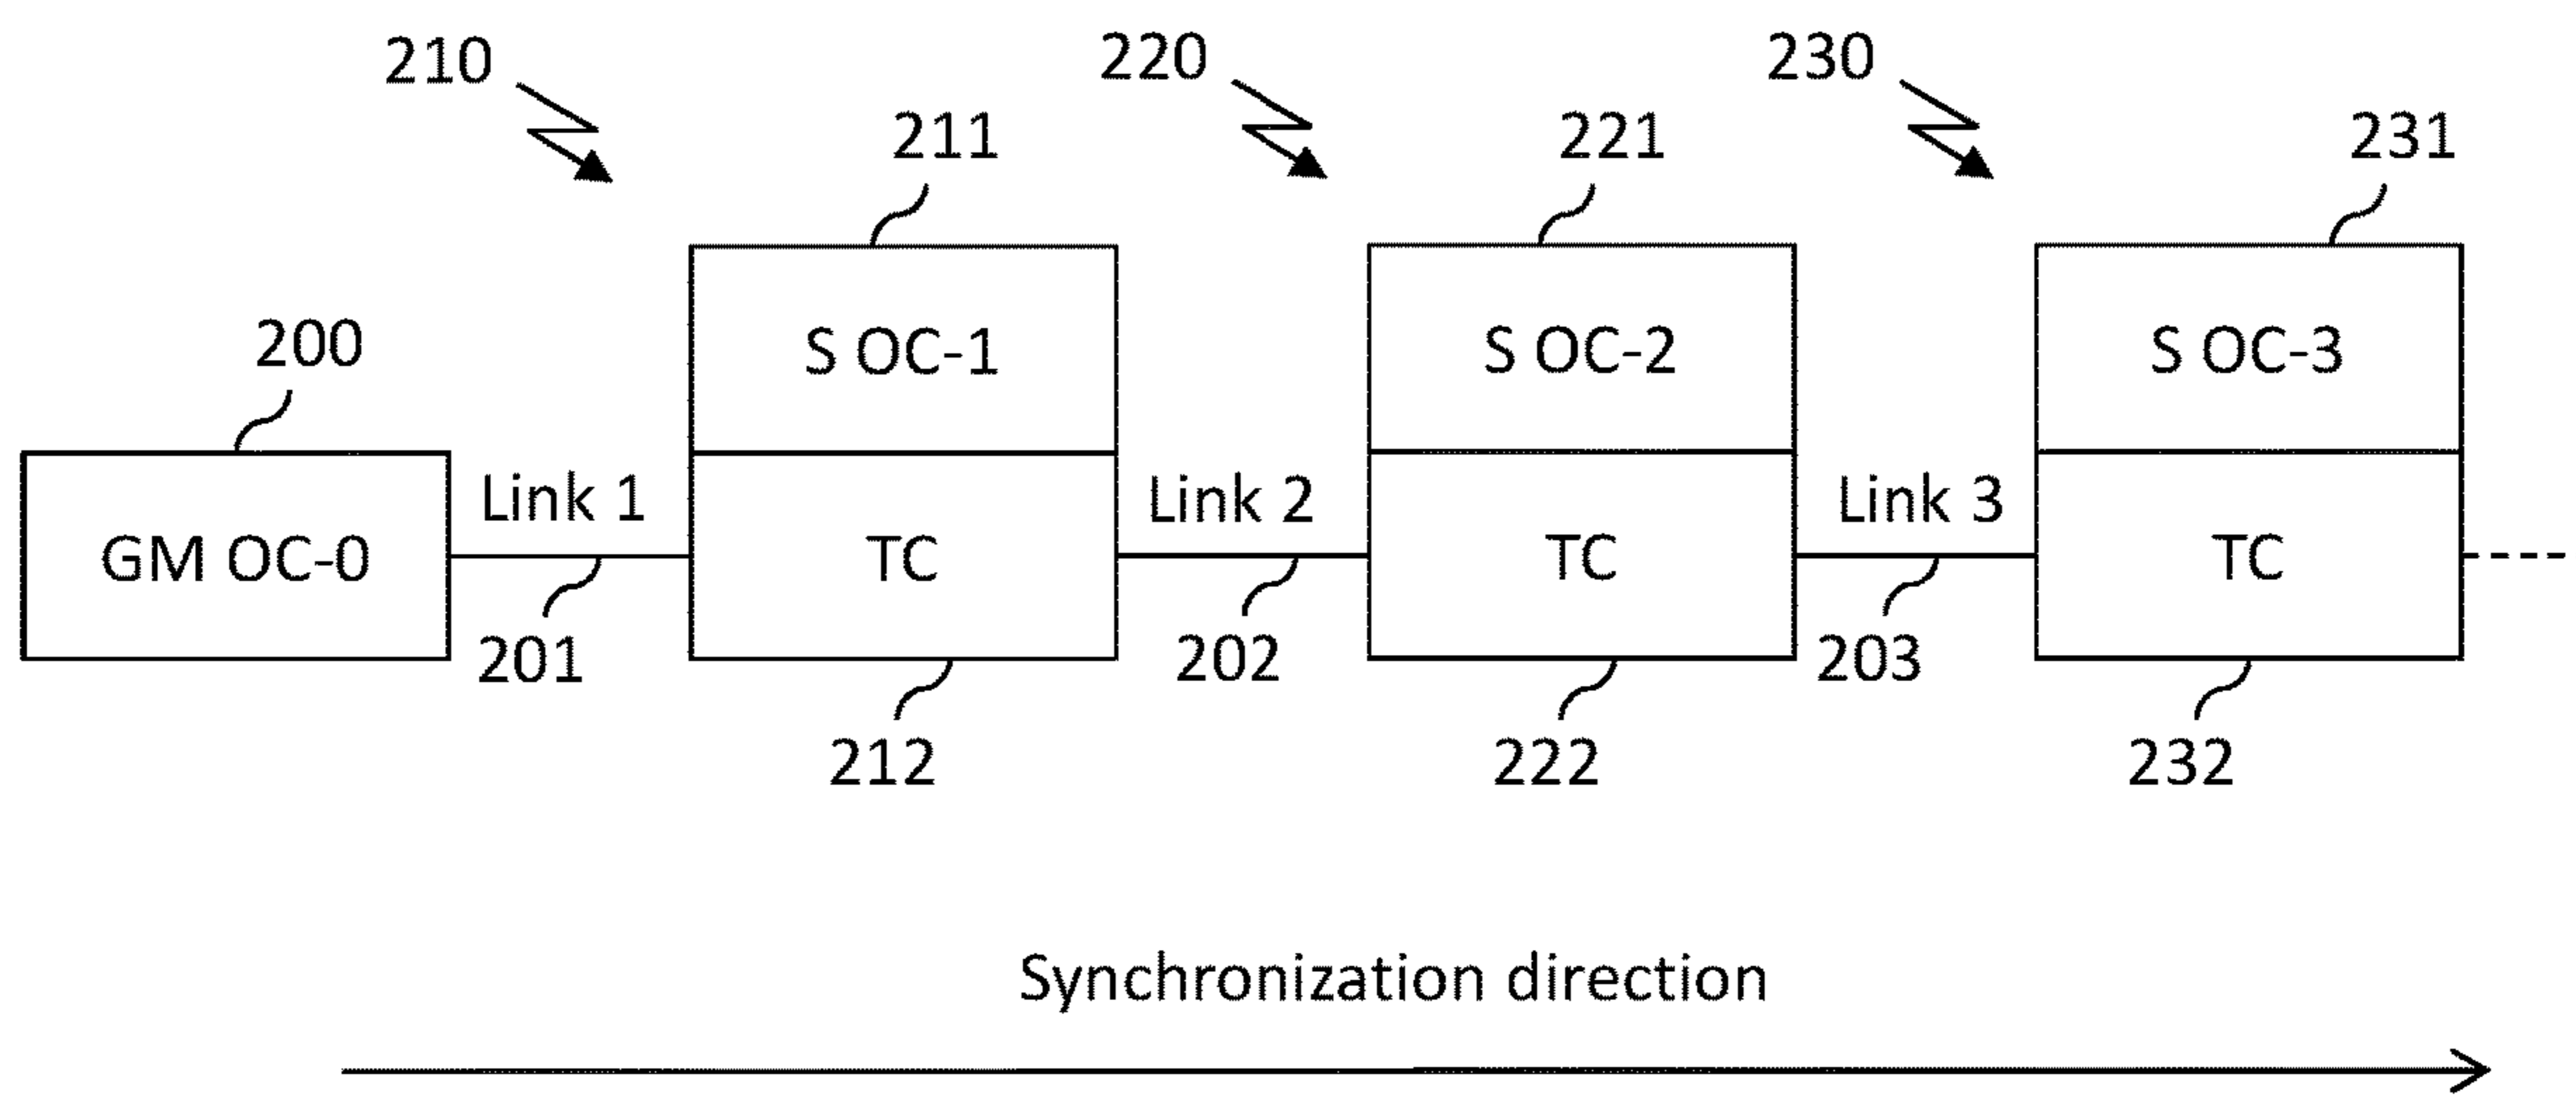 210
220
230
211
221
231
S OC-1
S OC-2
S OC-3
200
Link 1
Link 2
Link 3
GM OC-0
TC
TC
TC
201
202
203
212
222
232
Synchronization direction